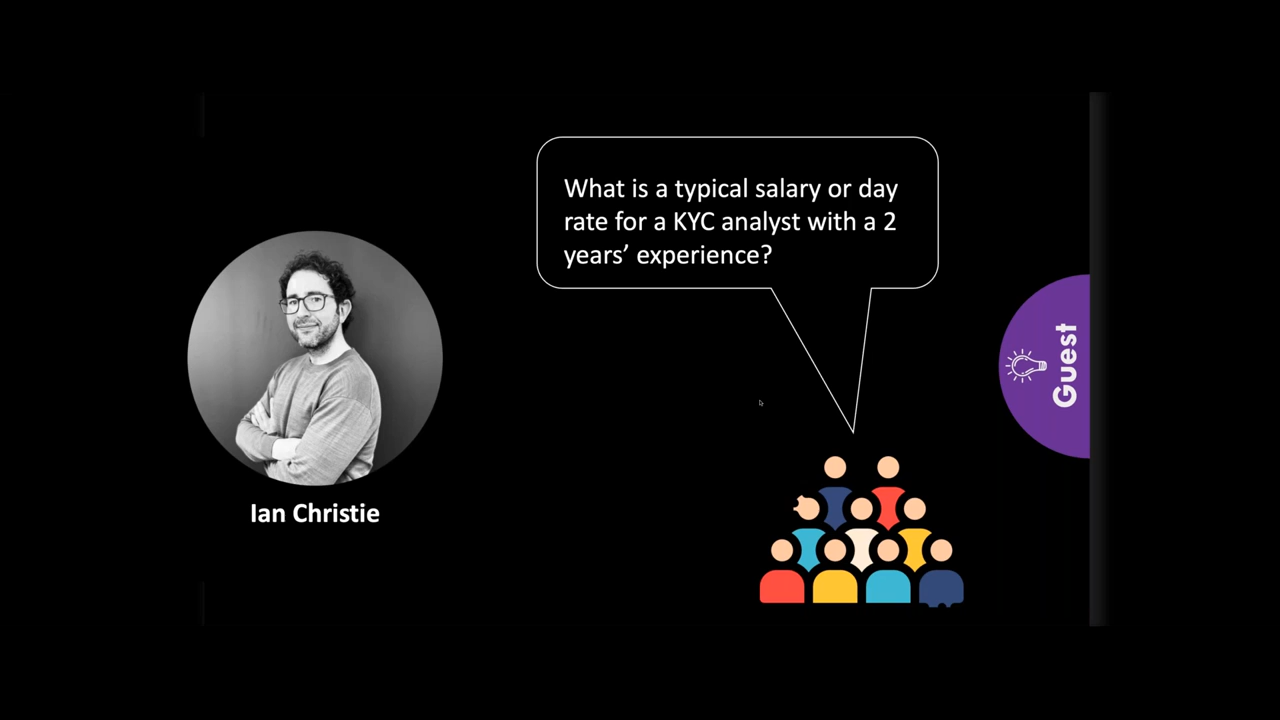 What is a typical salary or day
rate for a KYC analyst with a 2
years’ experience?
Guest
Ian Christie